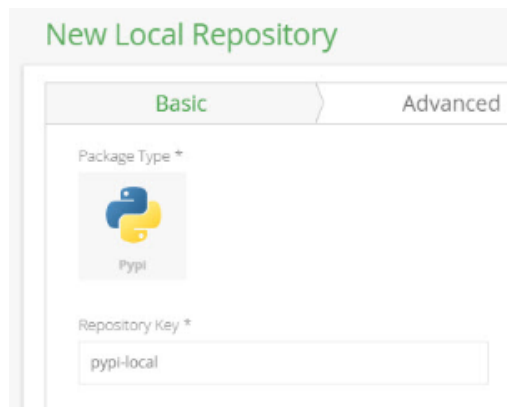 New Local Repository
Basic Advanced
Package Type *
Pypi
Repository Key *
pypi-local